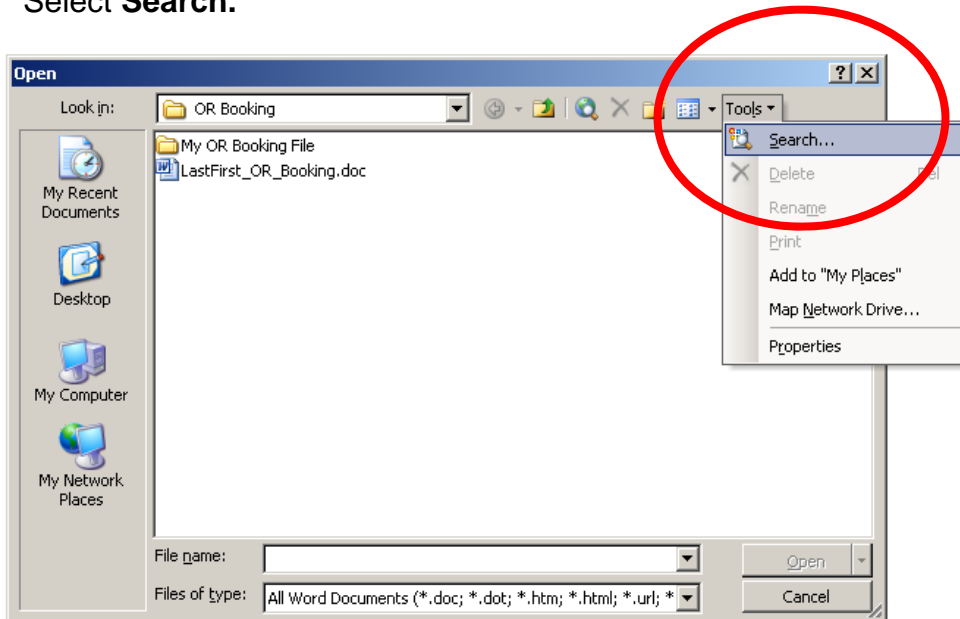 Select Search.
Open
Look in:
OR Booking
Tools
My OR Booking File
LastFirst_OR_Booking.doc
Search...
Delete Del
Rename
Print
Add to "My Places"
Map Network Drive...
Properties
My Recent
Documents
Desktop
My Computer
My Network
Places
File name:
Open
Files of type:
All Word Documents (*.doc; *.dot; *.htm; *.html; *.url; *
Cancel